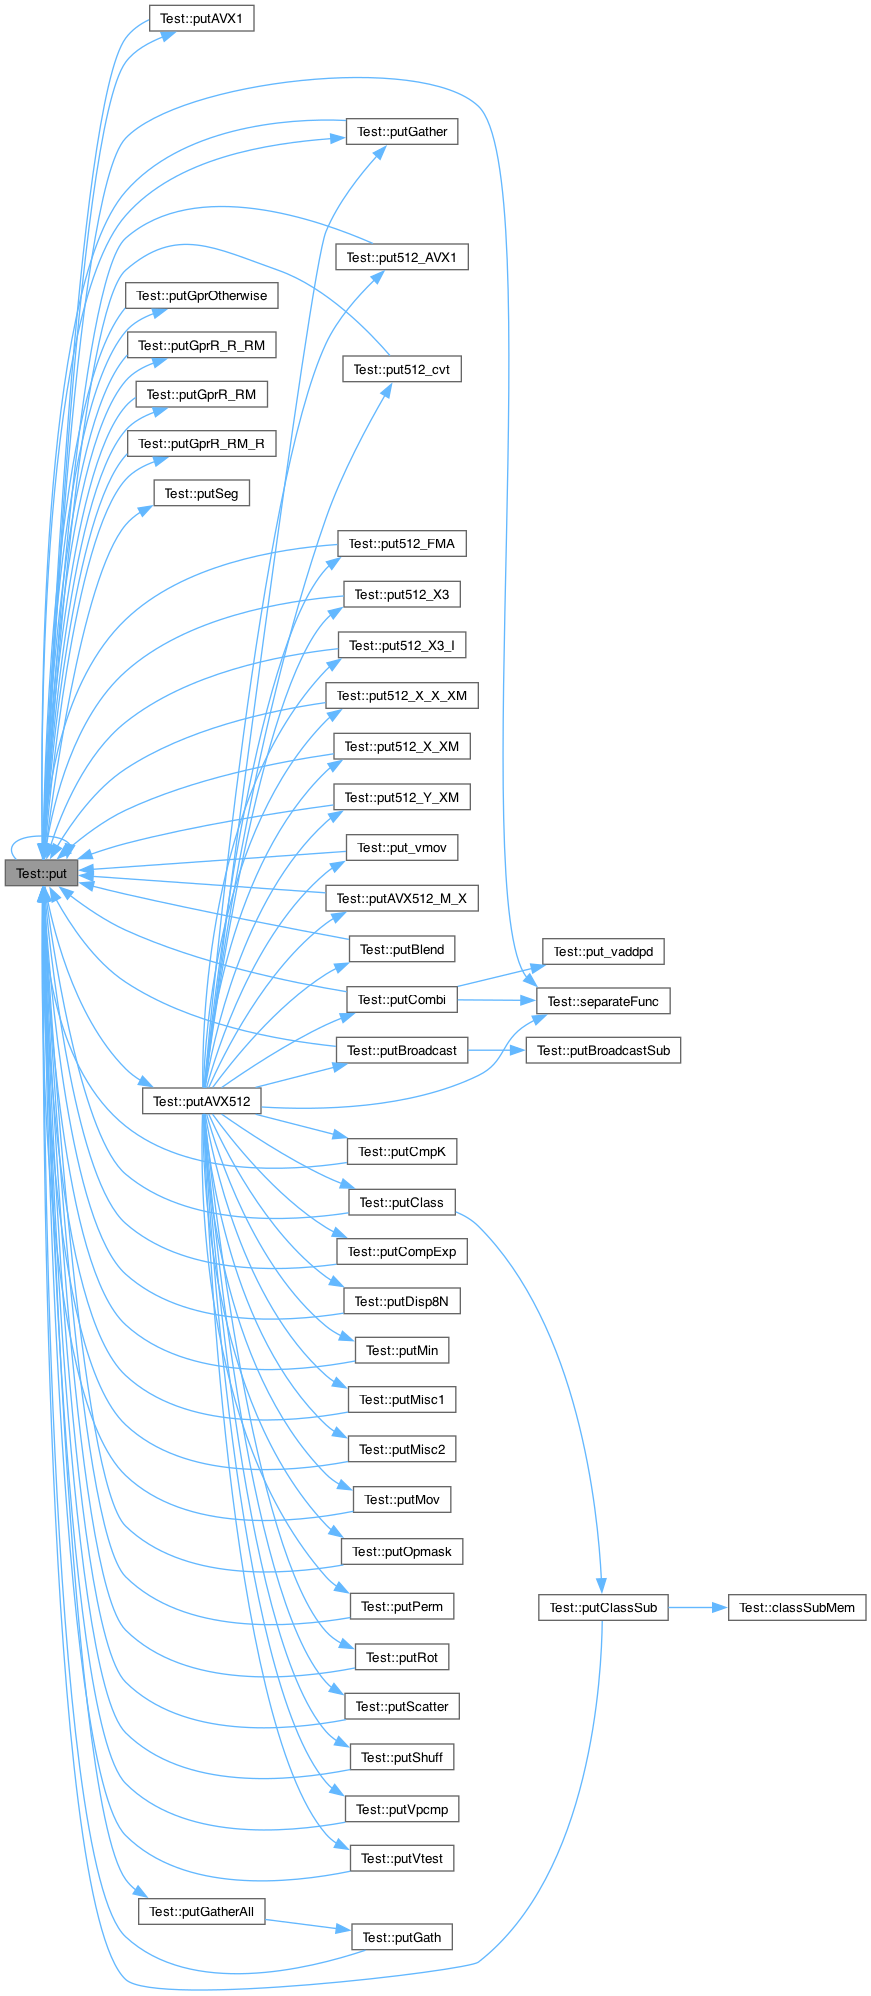 Test::putAVX1
Test::putGather
Test::put512_AVX1
Test::putGprOtherwise
Test::putGprR_R_RM
Test::put512_cvt
Test::putGprR_RM
Test::putGprR_RM_R
Test::putSeg
Test::put512_FMA
Test::put512_X3
Test::put512_X3_I
Test::put512_X_X_XM
Test::put512_X_XM
Test::put512_Y_XM
Test::put_vmov
Test::put
Test::putAVX512_M_X
Test::putBlend
Test::put_vaddpd
Test::putCombi
Test::separateFunc
Test::putBroadcast
Test::putBroadcastSub
Test::putAVX512
Test::putCmpK
Test::putClass
Test::putCompExp
Test::putDisp8N
Test::putMin
Test::putMisc1
Test::putMisc2
Test::putMov
Test::putOpmask
Test::putPerm
Test::putClassSub
Test::classSubMem
Test::putRot
Test::putScatter
Test::putShuff
Test::putVpcmp
Test::putVtest
Test::putGatherAll
Test::putGath